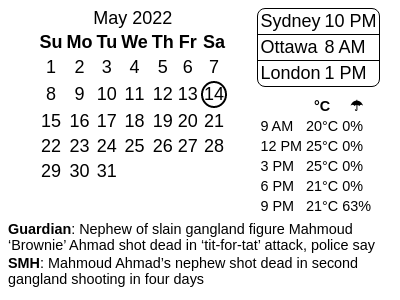 May 2022
Su Mo Tu We Th Fr Sa
1 2 3 4 5 6 7
8 9 10 11 12 13 14
15 16 17 18 19 20 21
22 23 24 25 26 27 28
29 30 31
Sydney 10 PM
Ottawa 8 AM
London 1 PM
°C ☂
9 AM 20°C 0%
12 PM 25°C 0%
3 PM 25°C 0%
6 PM 21°C 0%
9 PM 21°C 63%
Guardian: Nephew of slain gangland figure Mahmoud
‘Brownie’ Ahmad shot dead in ‘tit-for-tat’ attack, police say
SMH: Mahmoud Ahmad’s nephew shot dead in second
gangland shooting in four days